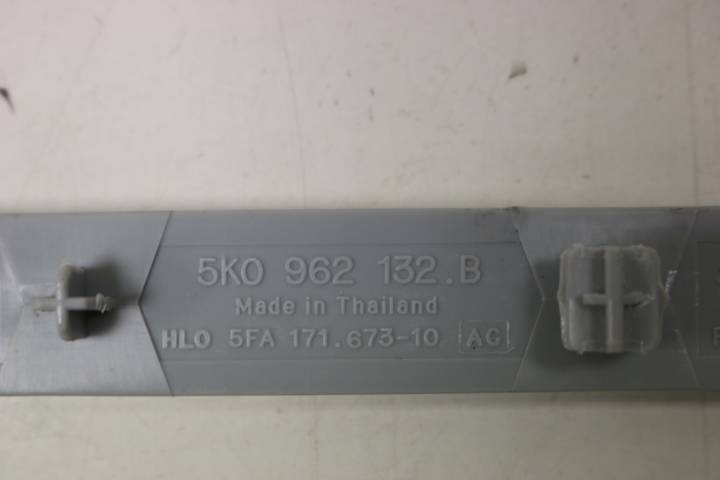 5K0 962 132.B
Made in Thailand
HLO 5FA 171.673-10 AC